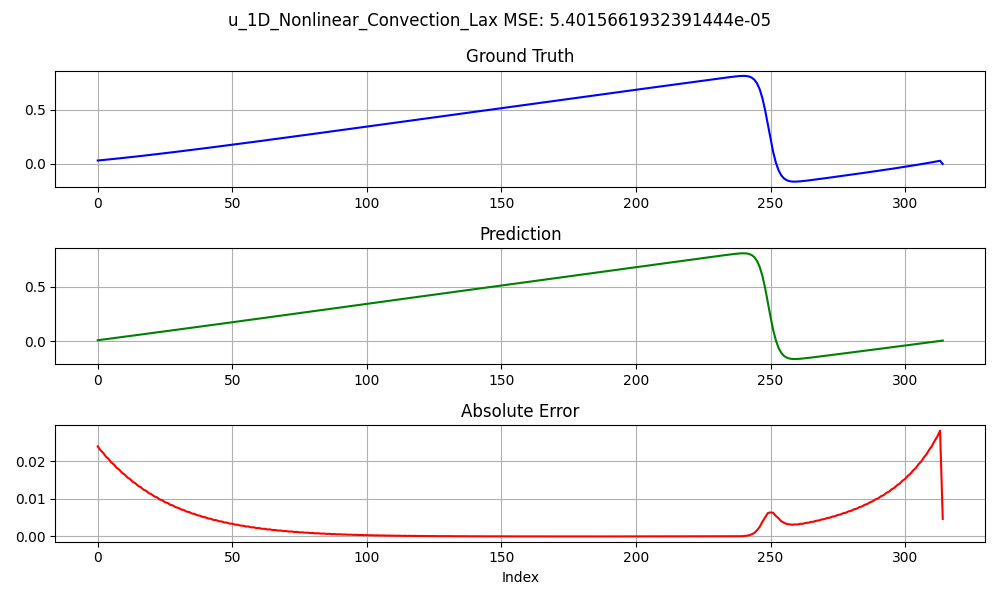 u_1D_Nonlinear_Convection_Lax MSE: 5.4015661932391444e-05
Ground Truth
0.5
0.0
0 50 100 150 200 250 300
Prediction
0.5
0.0
0 50 100 150 200 250 300
Absolute Error
0.02
0.01
0.00
0 50 100 150 200 250 300
Index